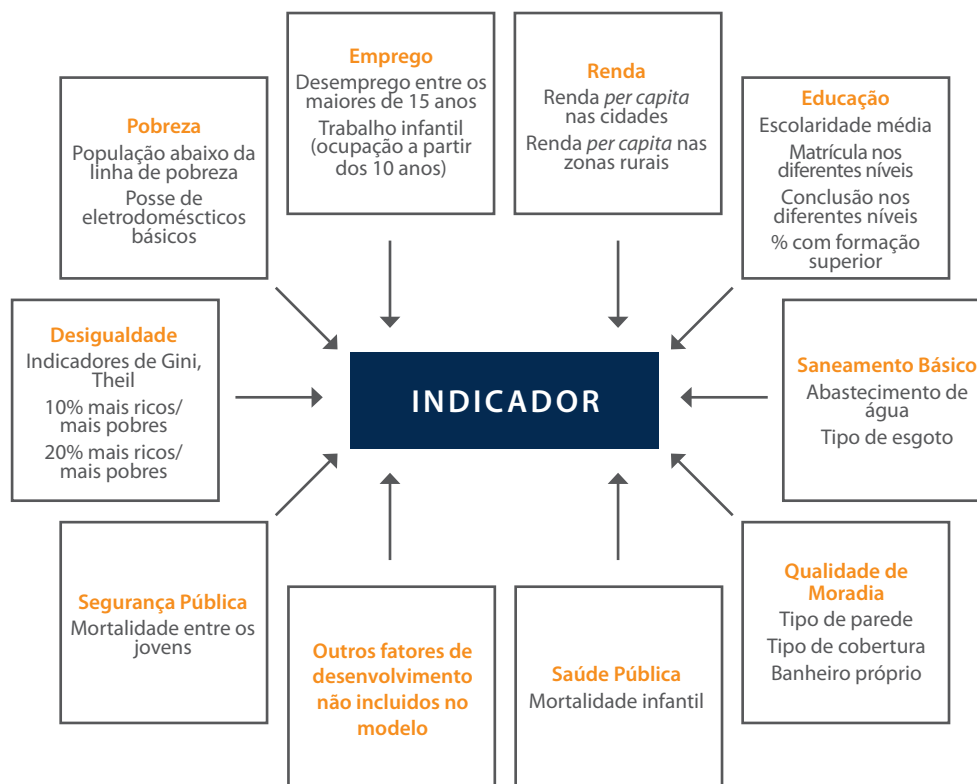 Emprego
Desemprego entre os
maiores de 15 anos
Trabalho infantil
(ocupação a partir
dos 10 anos)
Renda
Renda per capita
nas cidades
Renda per capita nas
zonas rurais
Pobreza
População abaixo da
linha de pobreza
Posse de
eletrodoméscticos
básicos
Educação
Escolaridade média
Matrícula nos
diferentes níveis
Conclusão nos
diferentes níveis
% com formação
superior
Desigualdade
Indicadores de Gini,
Theil
10% mais ricos/
mais pobres
20% mais ricos/
mais pobres
INDICADOR
Saneamento Básico
Abastecimento de
água
Tipo de esgoto
Segurança Pública
Mortalidade entre os
jovens
Outros fatores de
desenvolvimento
não incluidos no
modelo
Saúde Pública
Mortalidade infantil
Qualidade de
Moradia
Tipo de parede
Tipo de cobertura
Banheiro próprio